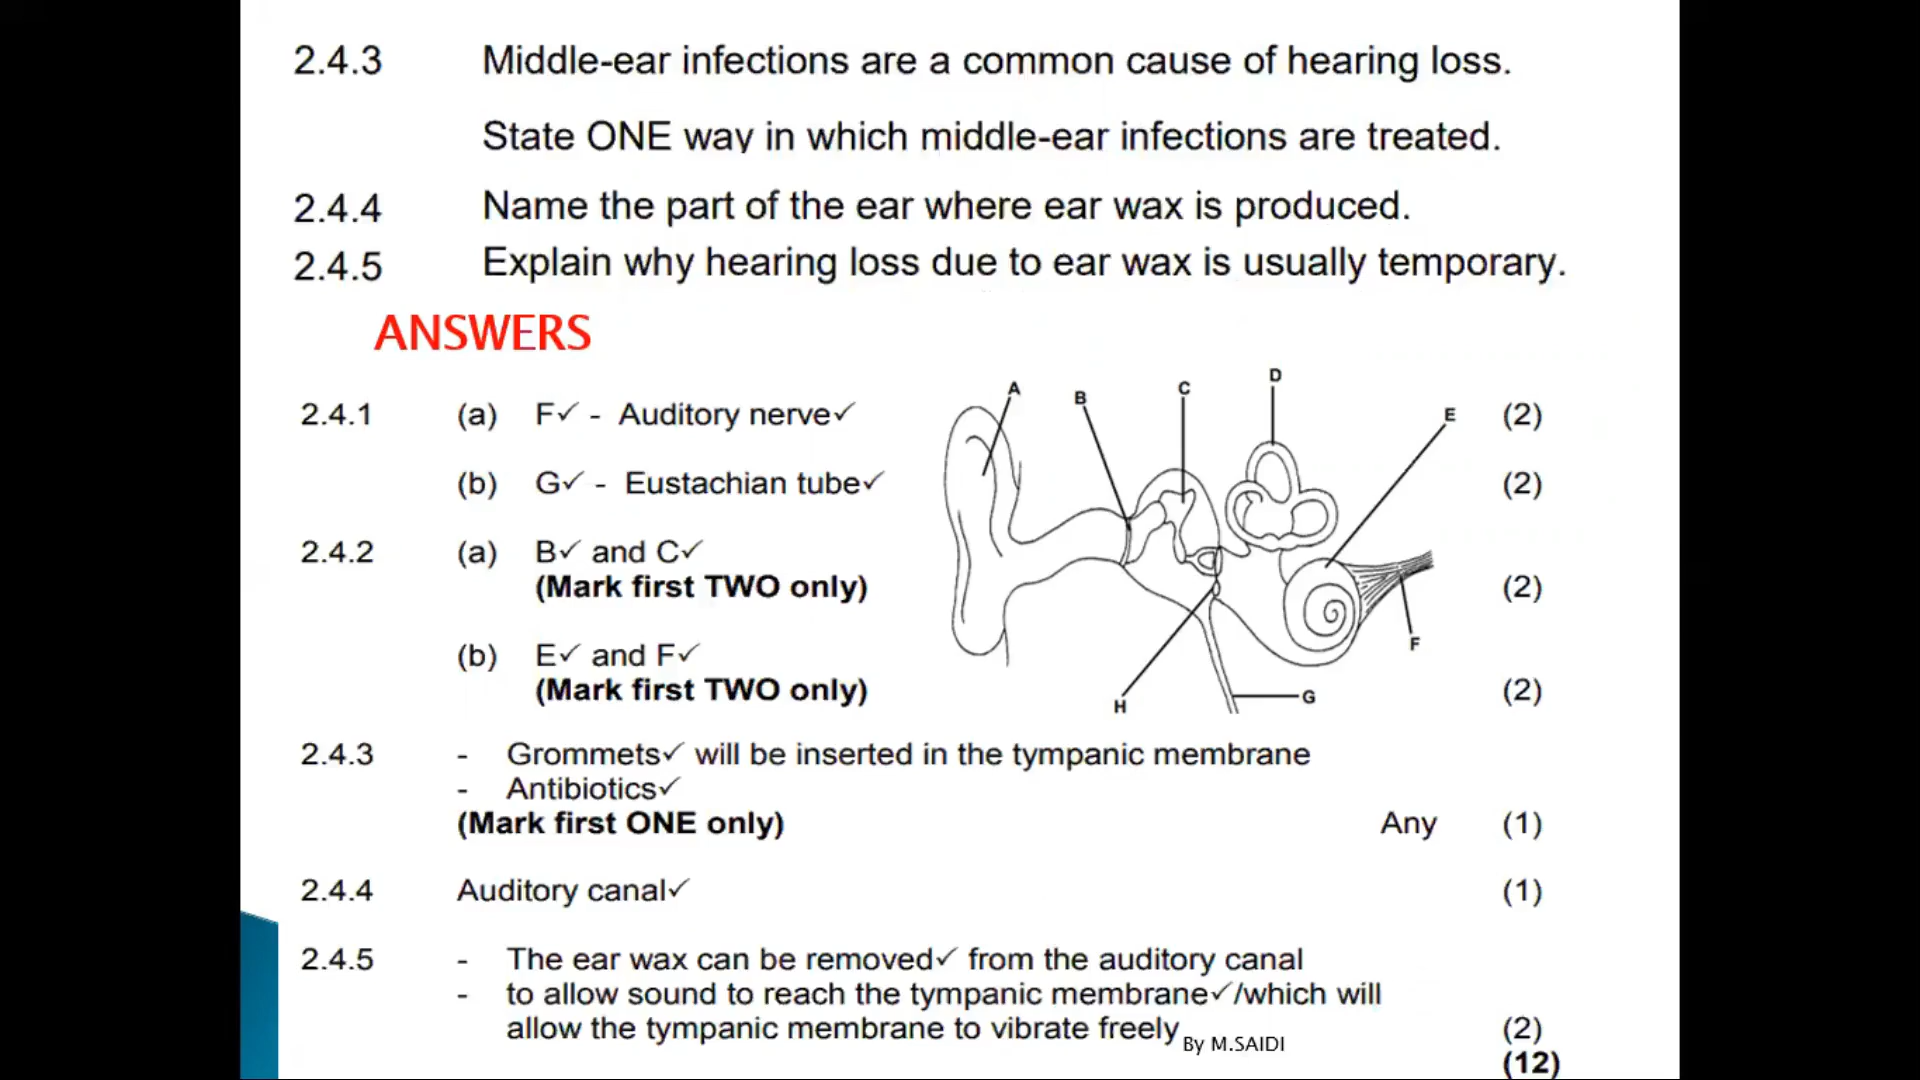 2.4.3 Middle-ear infections are a common cause of hearing loss.
State ONE way in which middle-ear infections are treated.
2.4.4 Name the part of the ear where ear wax is produced.
2.4.5 Explain why hearing loss due to ear wax is usually temporary.
ANSWERS
2.4.1 (a) F✓ - Auditory nerve✓ (2)
(b) G✓ - Eustachian tube✓ (2)
2.4.2 (a) B✓ and C✓
(Mark first TWO only) (2)
(b) E✓ and F✓
(Mark first TWO only) (2)
A
B
C
D
E
F
G
H
2.4.3 - Grommets✓ will be inserted in the tympanic membrane
- Antibiotics✓
(Mark first ONE only) Any (1)
2.4.4 Auditory canal✓ (1)
2.4.5 - The ear wax can be removed✓ from the auditory canal
- to allow sound to reach the tympanic membrane✓/which will
allow the tympanic membrane to vibrate freely (2)
By M.SAIDI
(12)